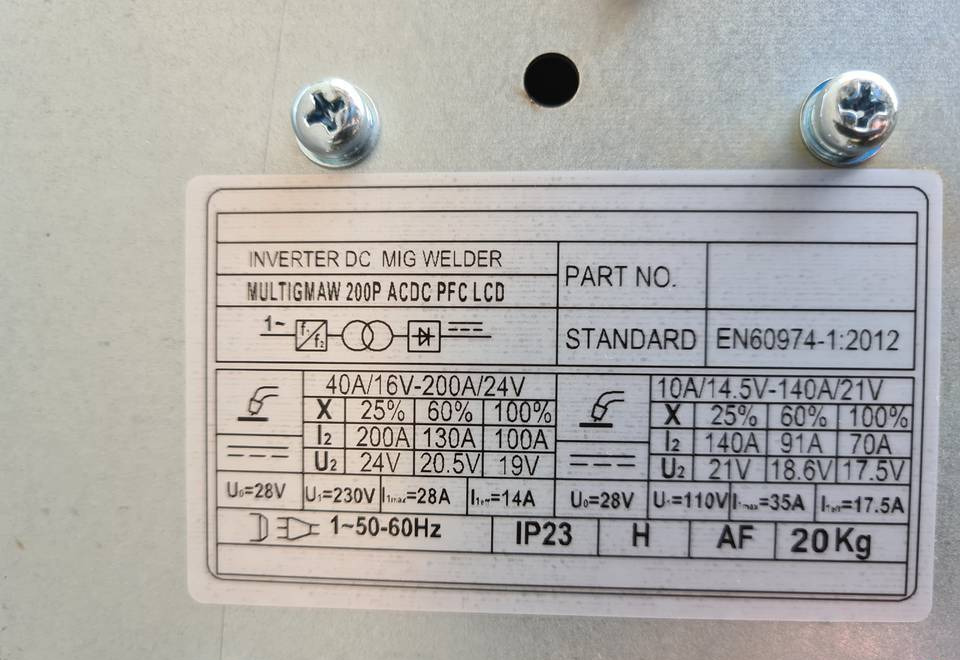 INVERTER DC MIG WELDER
MULTIGMAW 200P ACDC PFC LCD
PART NO.
1~ f₁ f₂
STANDARD EN60974-1:2012
40A/16V-200A/24V
X 25% 60% 100%
I₂ 200A 130A 100A
U₂ 24V 20.5V 19V
U₀=28V U₁=230V I₁max=28A I₁eff=14A
10A/14.5V-140A/21V
X 25% 60% 100%
I₂ 140A 91A 70A
U₂ 21V 18.6V 17.5V
U₀=28V U₁=110V I₁max=35A I₁eff=17.5A
1~50-60Hz IP23 H AF 20Kg